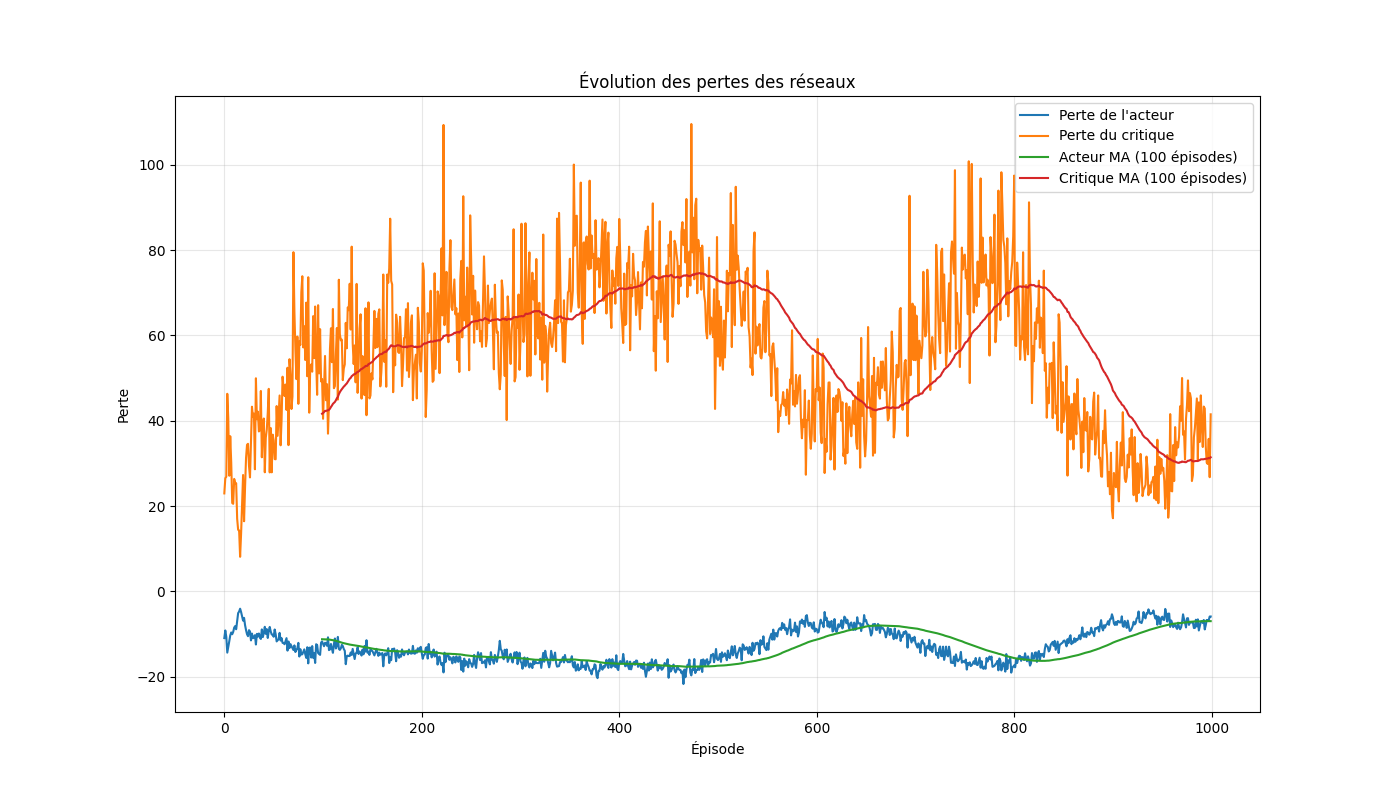 Évolution des pertes des réseaux
Perte de l'acteur
Perte du critique
Acteur MA (100 épisodes)
Critique MA (100 épisodes)
Perte
100
80
60
40
20
0
−20
0 200 400 600 800 1000
Épisode